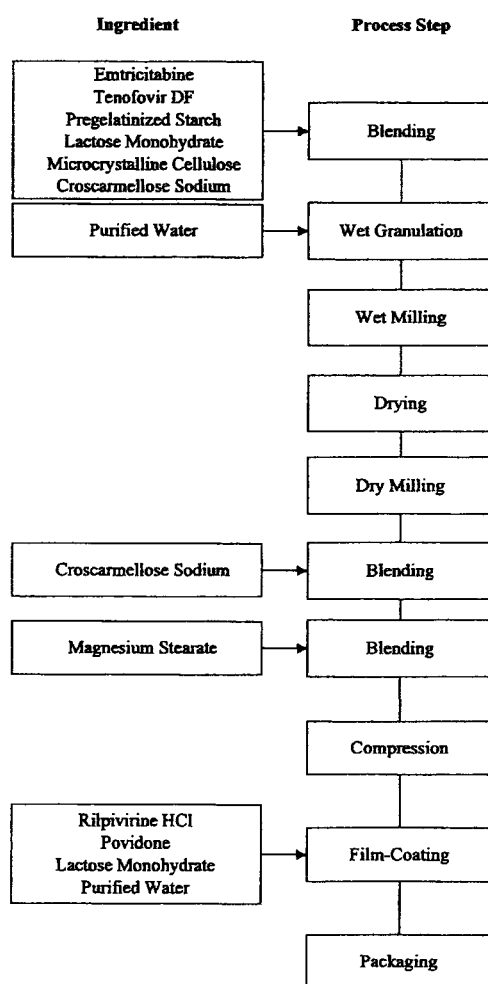 Ingredient
Process Step
Emtricitabine
Tenofovir DF
Pregelatinized Starch
Lactose Monohydrate
Microcrystalline Cellulose
Croscarmellose Sodium
Blending
Purified Water
Wet Granulation
Wet Milling
Drying
Dry Milling
Croscarmellose Sodium
Blending
Magnesium Stearate
Blending
Compression
Rilpivirine HCl
Povidone
Lactose Monohydrate
Purified Water
Film-Coating
Packaging